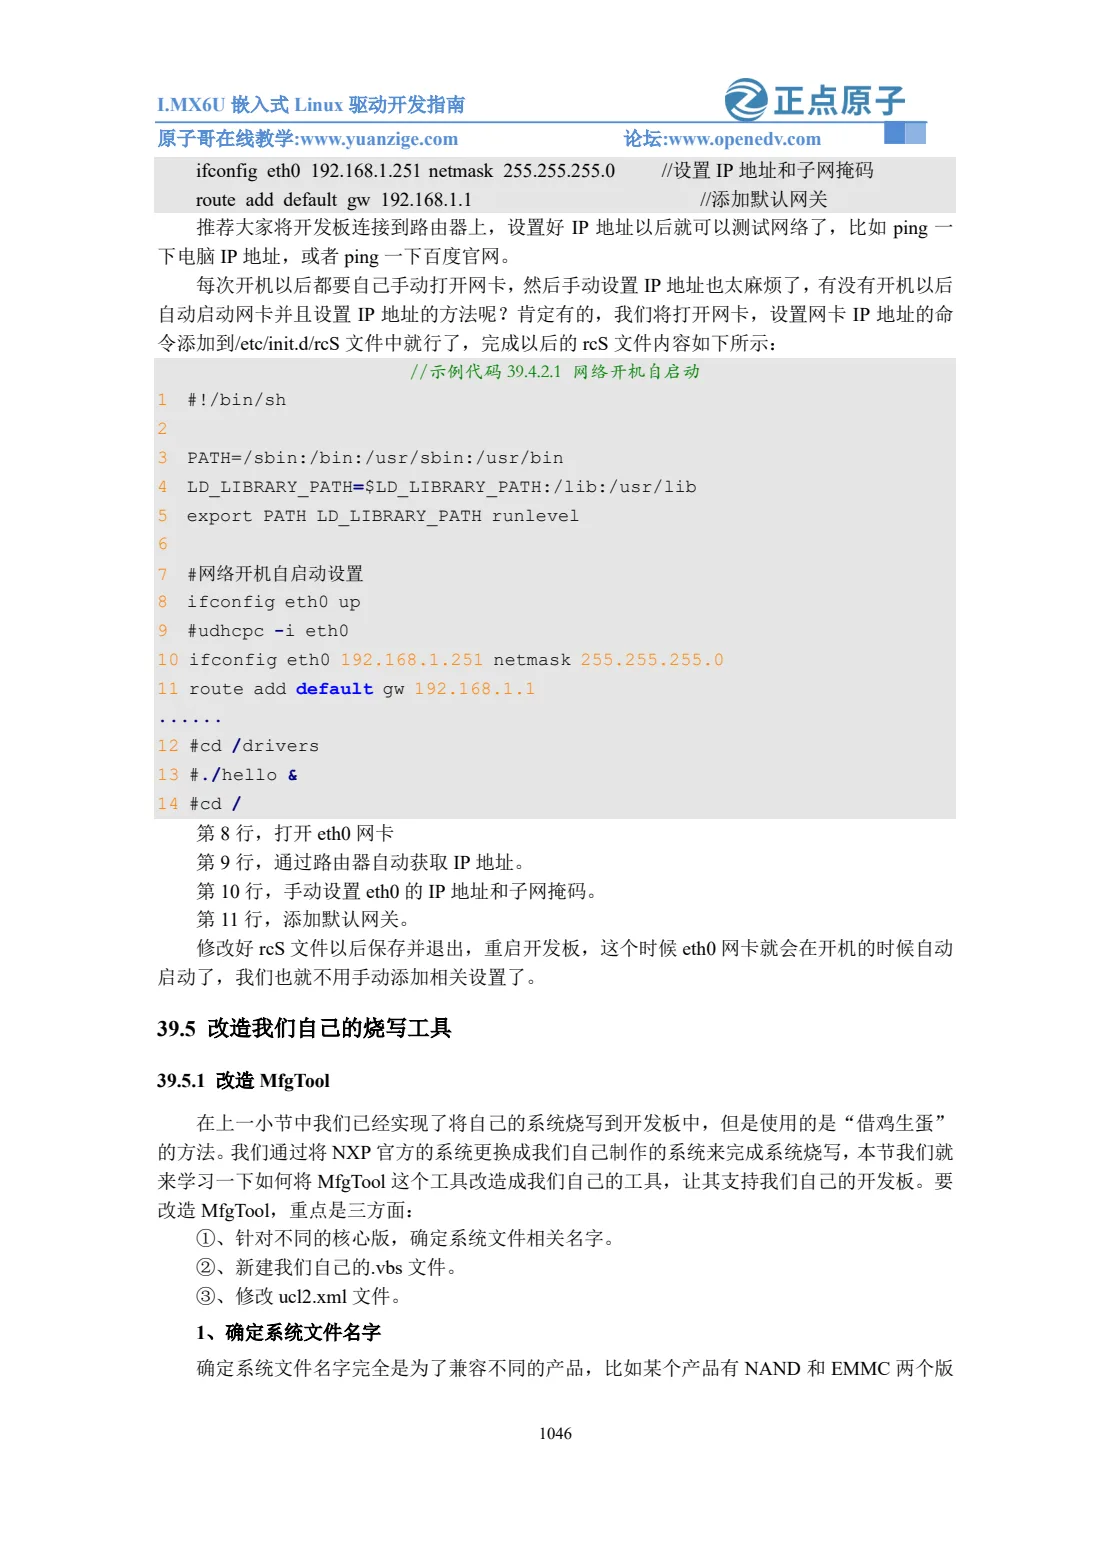 I.MX6U 嵌入式 Linux 驱动开发指南
正点原子
原子哥在线教学:www.yuanzige.com 论坛:www.openedv.com
ifconfig eth0 192.168.1.251 netmask 255.255.255.0 //设置 IP 地址和子网掩码
route add default gw 192.168.1.1 //添加默认网关
推荐大家将开发板连接到路由器上，设置好 IP 地址以后就可以测试网络了，比如 ping 一
下电脑 IP 地址，或者 ping 一下百度官网。
每次开机以后都要自己手动打开网卡，然后手动设置 IP 地址也太麻烦了，有没有开机以后
自动启动网卡并且设置 IP 地址的方法呢？肯定有的，我们将打开网卡，设置网卡 IP 地址的命
令添加到/etc/init.d/rcS 文件中就行了，完成以后的 rcS 文件内容如下所示：
//示例代码 39.4.2.1 网络开机自启动
1 #!/bin/sh
2
3 PATH=/sbin:/bin:/usr/sbin:/usr/bin
4 LD_LIBRARY_PATH=$LD_LIBRARY_PATH:/lib:/usr/lib
5 export PATH LD_LIBRARY_PATH runlevel
6
7 #网络开机自启动设置
8 ifconfig eth0 up
9 #udhcpc -i eth0
10 ifconfig eth0 192.168.1.251 netmask 255.255.255.0
11 route add default gw 192.168.1.1
......
12 #cd /drivers
13 #./hello &
14 #cd /
第 8 行，打开 eth0 网卡
第 9 行，通过路由器自动获取 IP 地址。
第 10 行，手动设置 eth0 的 IP 地址和子网掩码。
第 11 行，添加默认网关。
修改好 rcS 文件以后保存并退出，重启开发板，这个时候 eth0 网卡就会在开机的时候自动
启动了，我们也就不用手动添加相关设置了。
39.5 改造我们自己的烧写工具
39.5.1 改造 MfgTool
在上一小节中我们已经实现了将自己的系统烧写到开发板中，但是使用的是“借鸡生蛋”
的方法。我们通过将 NXP 官方的系统更换成我们自己制作的系统来完成系统烧写，本节我们就
来学习一下如何将 MfgTool 这个工具改造成我们自己的工具，让其支持我们自己的开发板。要
改造 MfgTool，重点是三方面：
①、针对不同的核心版，确定系统文件相关名字。
②、新建我们自己的.vbs 文件。
③、修改 ucl2.xml 文件。
1、确定系统文件名字
确定系统文件名字完全是为了兼容不同的产品，比如某个产品有 NAND 和 EMMC 两个版
1046